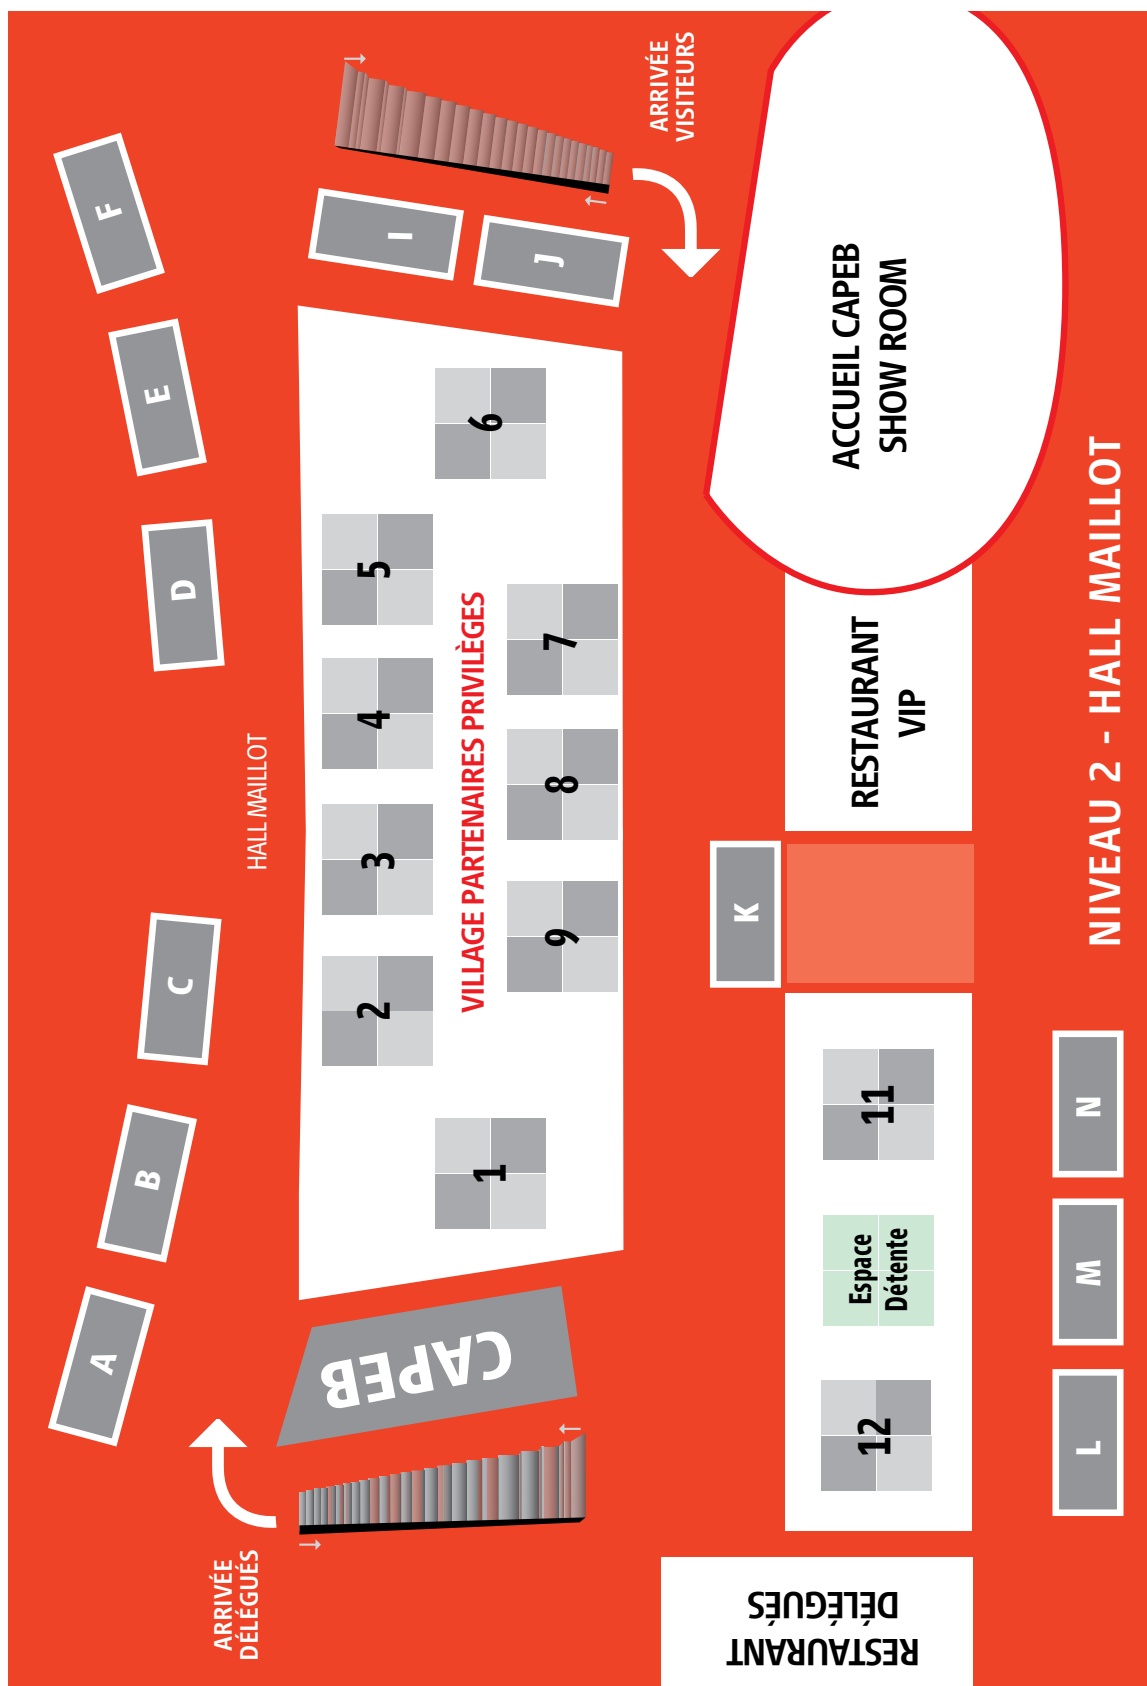 NIVEAU 2 - HALL MAILLOT
ARRIVÉE
DÉLÉGUÉS
ARRIVÉE
VISITEURS
HALL MAILLOT
A
B
C
D
E
F
I
J
CAPEB
VILLAGE PARTENAIRES PRIVILÈGES
1
2
3
4
5
6
7
8
9
K
RESTAURANT
DÉLÉGUÉS
12
Espace
Détente
11
RESTAURANT
VIP
ACCUEIL CAPEB
SHOW ROOM
L
M
N